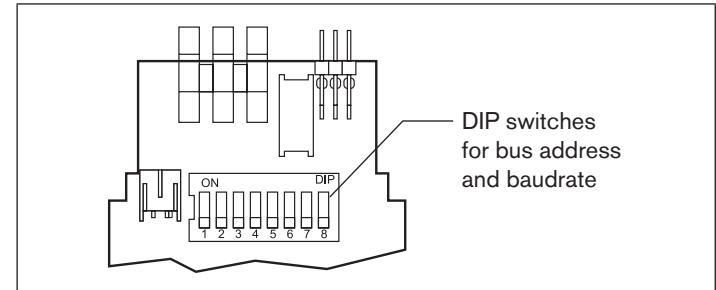 DIP switches
for bus address
and baudrate
ON DIP
1 2 3 4 5 6 7 8